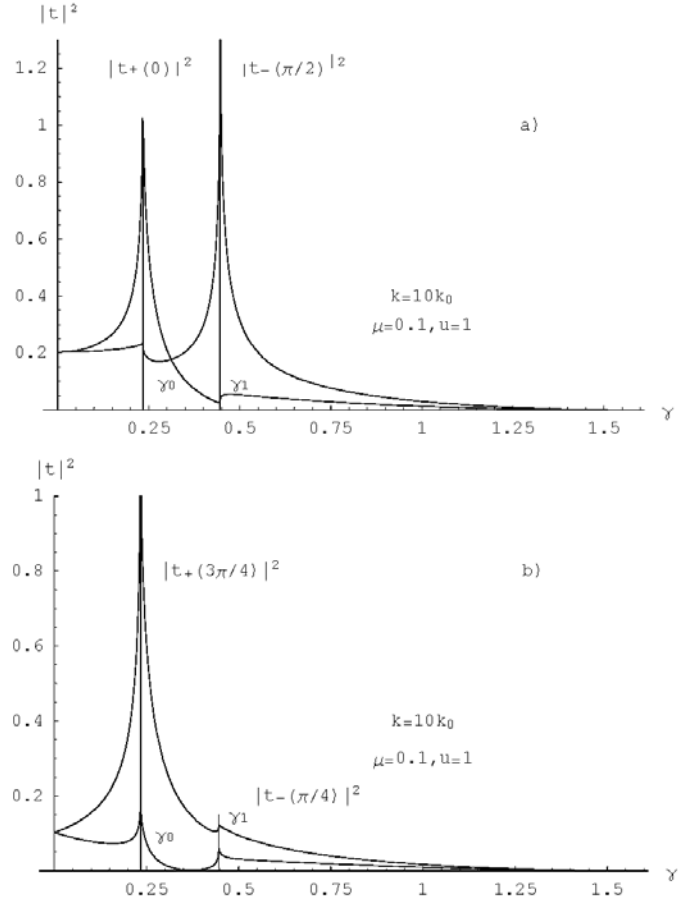 |t|²
1.2
|t+(0)|² |t-(π/2)|²
1
a)
0.8
0.6
0.4
k=10k₀
μ=0.1,u=1
0.2
γ₀ γ₁
0.25 0.5 0.75 1 1.25 1.5 γ
|t|²
1
0.8
|t+(3π/4)|² b)
0.6
0.4
k=10k₀
μ=0.1,u=1
0.2
|t-(π/4)|²
γ₁
γ₀
0.25 0.5 0.75 1 1.25 1.5 γ